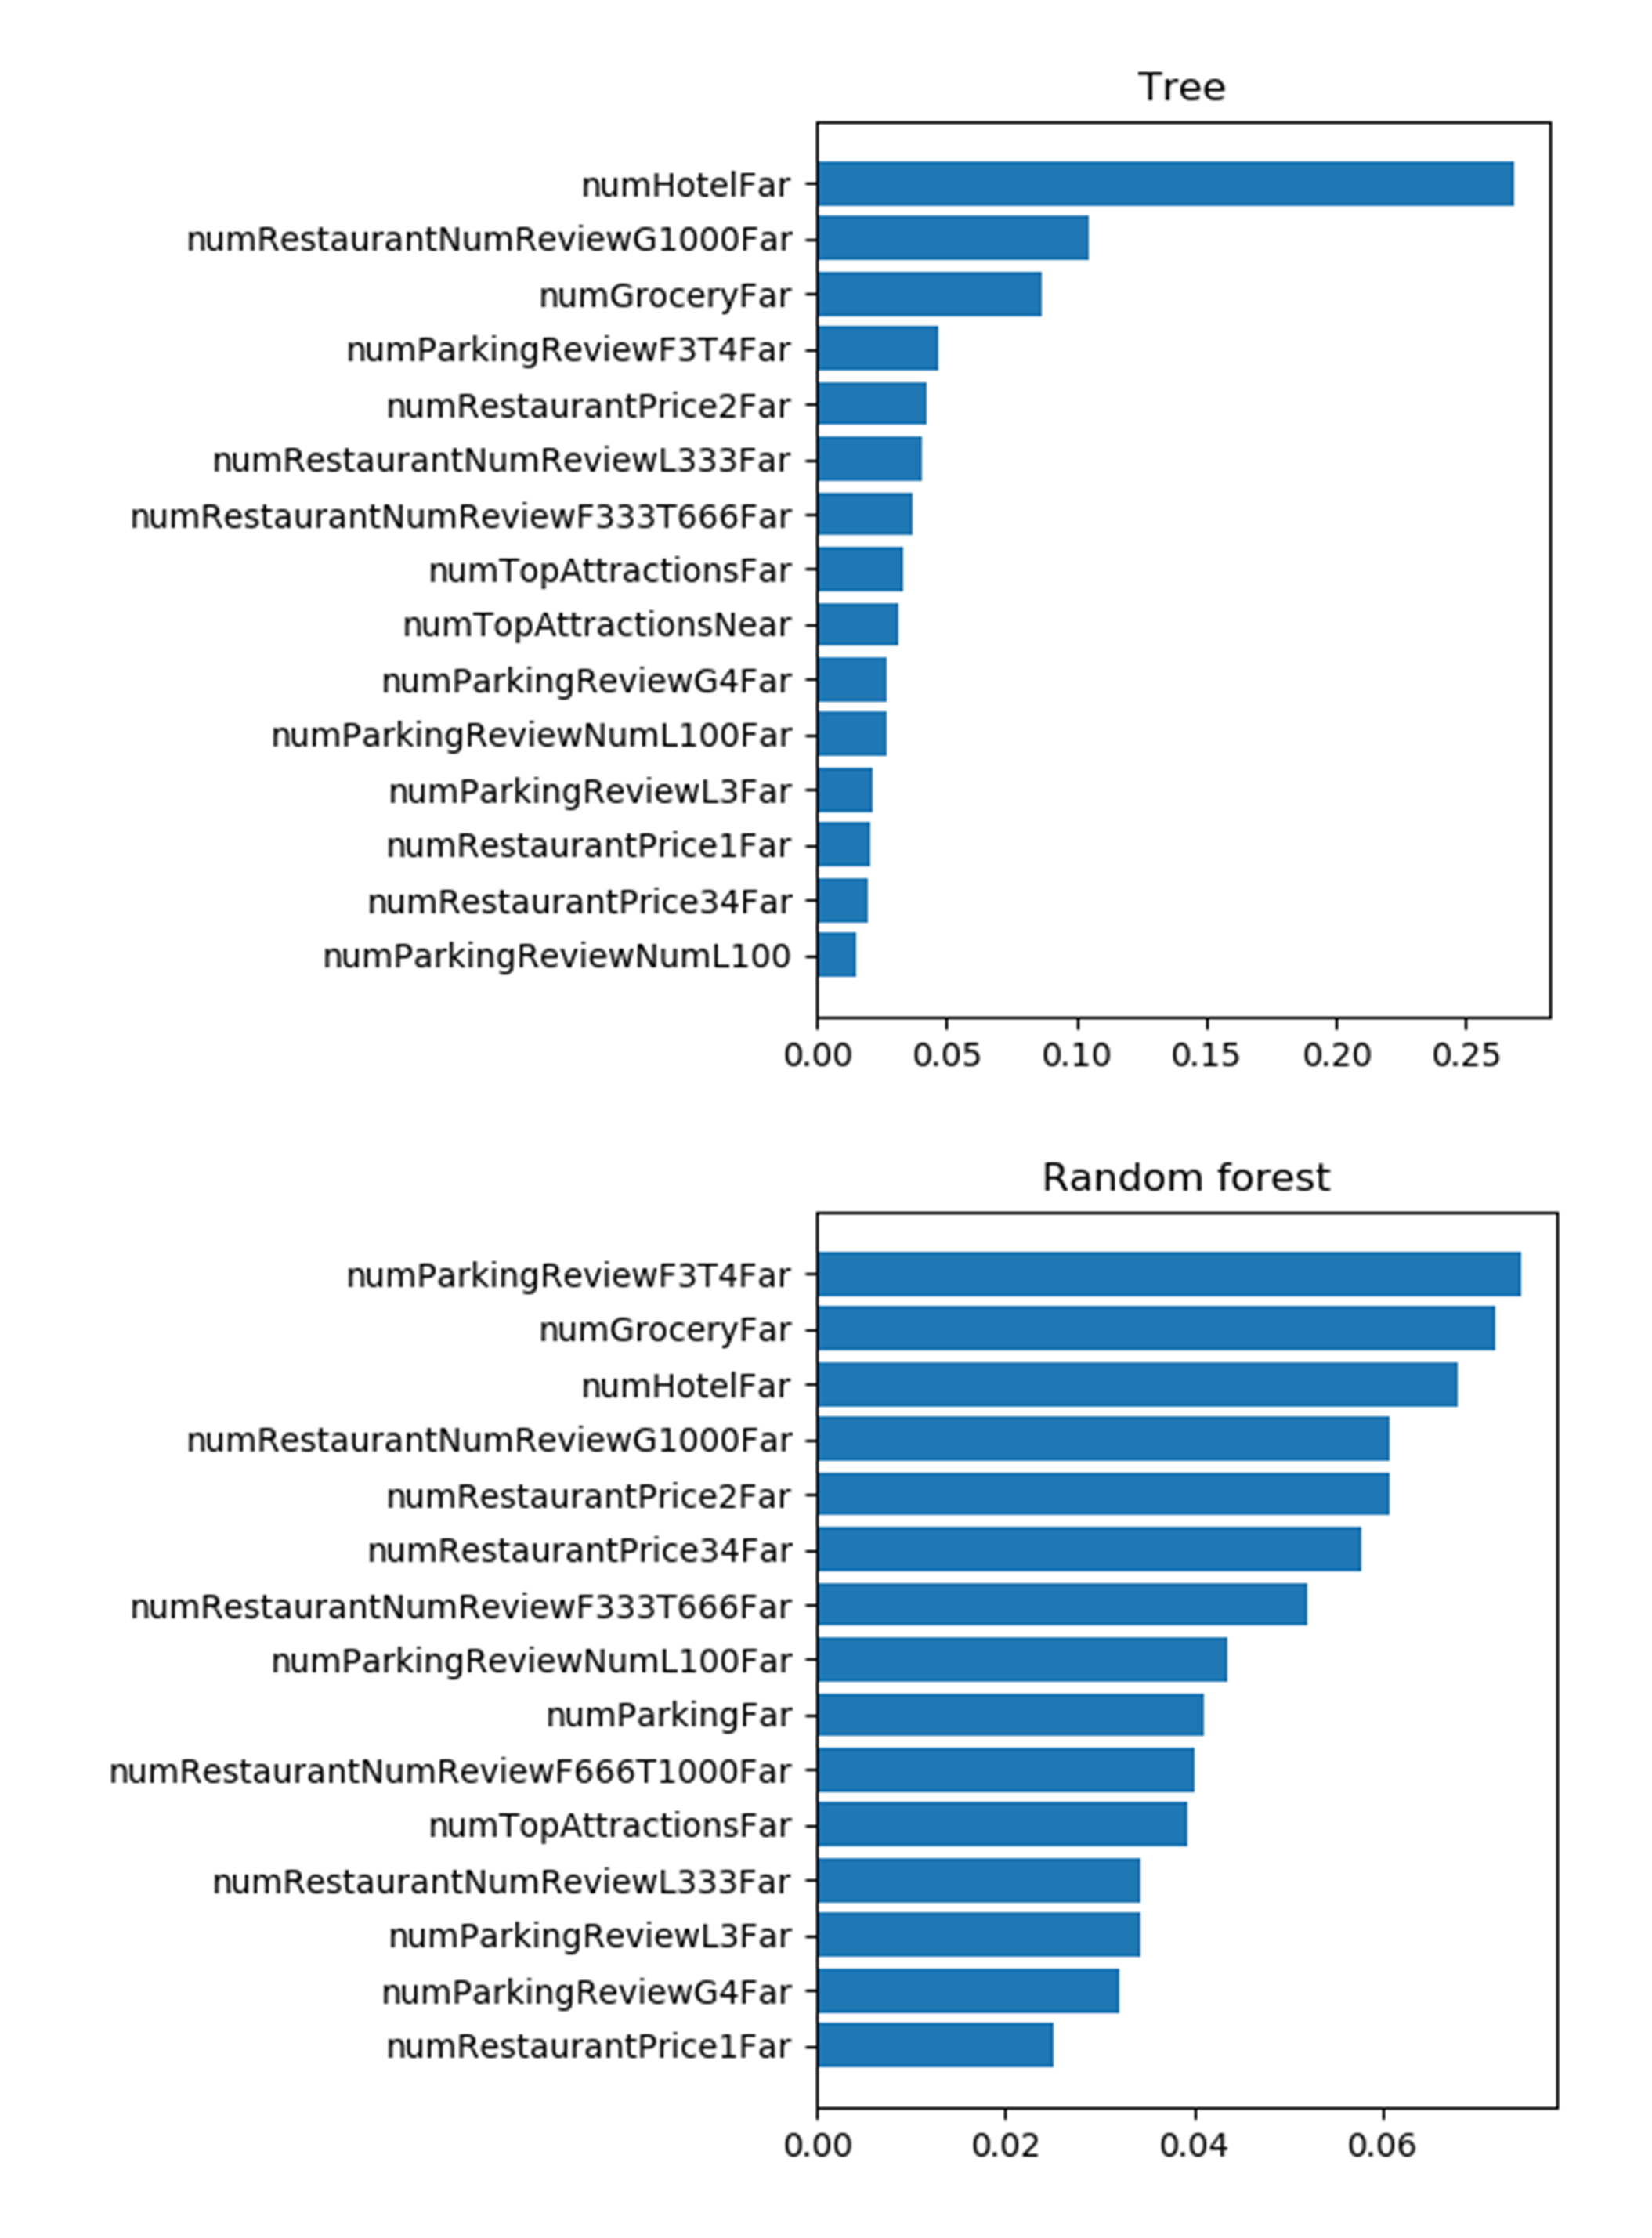 Tree
numHotelFar
numRestaurantNumReviewG1000Far
numGroceryFar
numParkingReviewF3T4Far
numRestaurantPrice2Far
numRestaurantNumReviewL333Far
numRestaurantNumReviewF333T666Far
numTopAttractionsFar
numTopAttractionsNear
numParkingReviewG4Far
numParkingReviewNumL100Far
numParkingReviewL3Far
numRestaurantPrice1Far
numRestaurantPrice34Far
numParkingReviewNumL100
0.00 0.05 0.10 0.15 0.20 0.25
Random forest
numParkingReviewF3T4Far
numGroceryFar
numHotelFar
numRestaurantNumReviewG1000Far
numRestaurantPrice2Far
numRestaurantPrice34Far
numRestaurantNumReviewF333T666Far
numParkingReviewNumL100Far
numParkingFar
numRestaurantNumReviewF666T1000Far
numTopAttractionsFar
numRestaurantNumReviewL333Far
numParkingReviewL3Far
numParkingReviewG4Far
numRestaurantPrice1Far
0.00 0.02 0.04 0.06